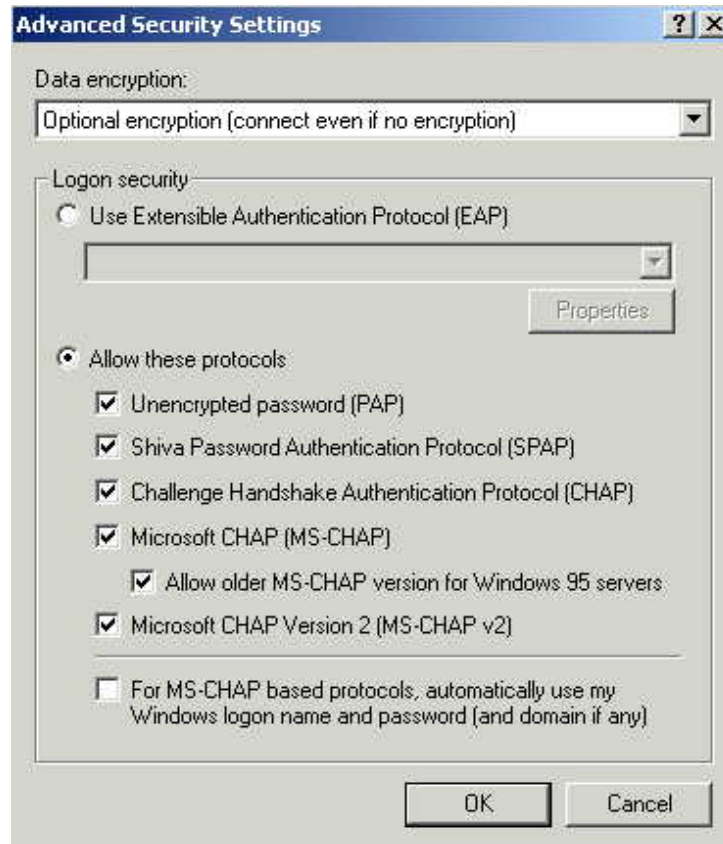 Advanced Security Settings
Data encryption:
Optional encryption (connect even if no encryption)
Logon security
Use Extensible Authentication Protocol (EAP)
Properties
Allow these protocols
Unencrypted password (PAP)
Shiva Password Authentication Protocol (SPAP)
Challenge Handshake Authentication Protocol (CHAP)
Microsoft CHAP (MS-CHAP)
Allow older MS-CHAP version for Windows 95 servers
Microsoft CHAP Version 2 (MS-CHAP v2)
For MS-CHAP based protocols, automatically use my
Windows logon name and password (and domain if any)
OK Cancel